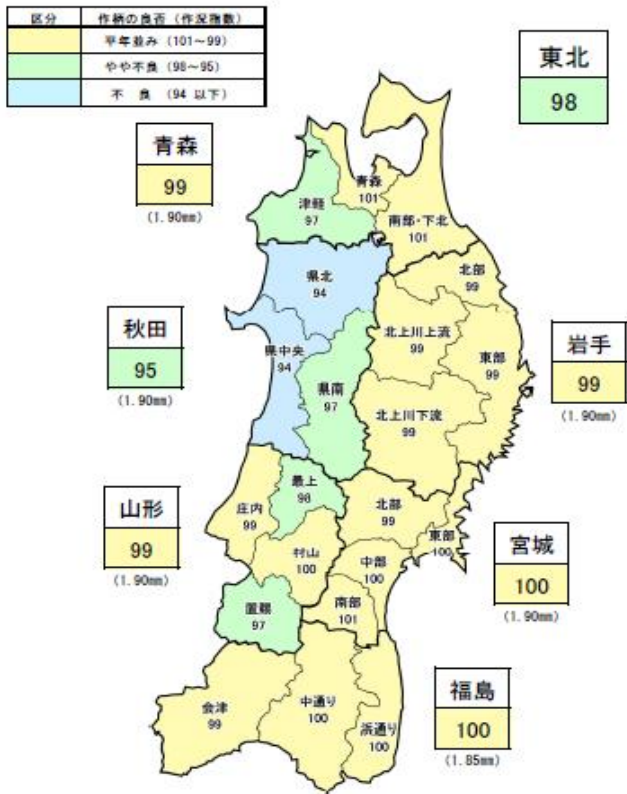 区分 作柄の良否（作況指数）
平年並み（101～99）
やや不良（98～95）
不 良 （94 以下）
東北
98
青森
99
(1.90mm)
青森
101
津軽
97
南部・下北
101
県北
94
北部
99
秋田
95
(1.90mm)
県中央
94
県南
97
北上川上流
99
東部
99
岩手
99
(1.90mm)
北上川下流
99
山形
99
(1.90mm)
庄内
99
最上
98
北部
99
東部
100
村山
100
中部
100
宮城
100
(1.90mm)
置賜
97
南部
101
会津
99
中通り
100
浜通り
100
福島
100
(1.85mm)